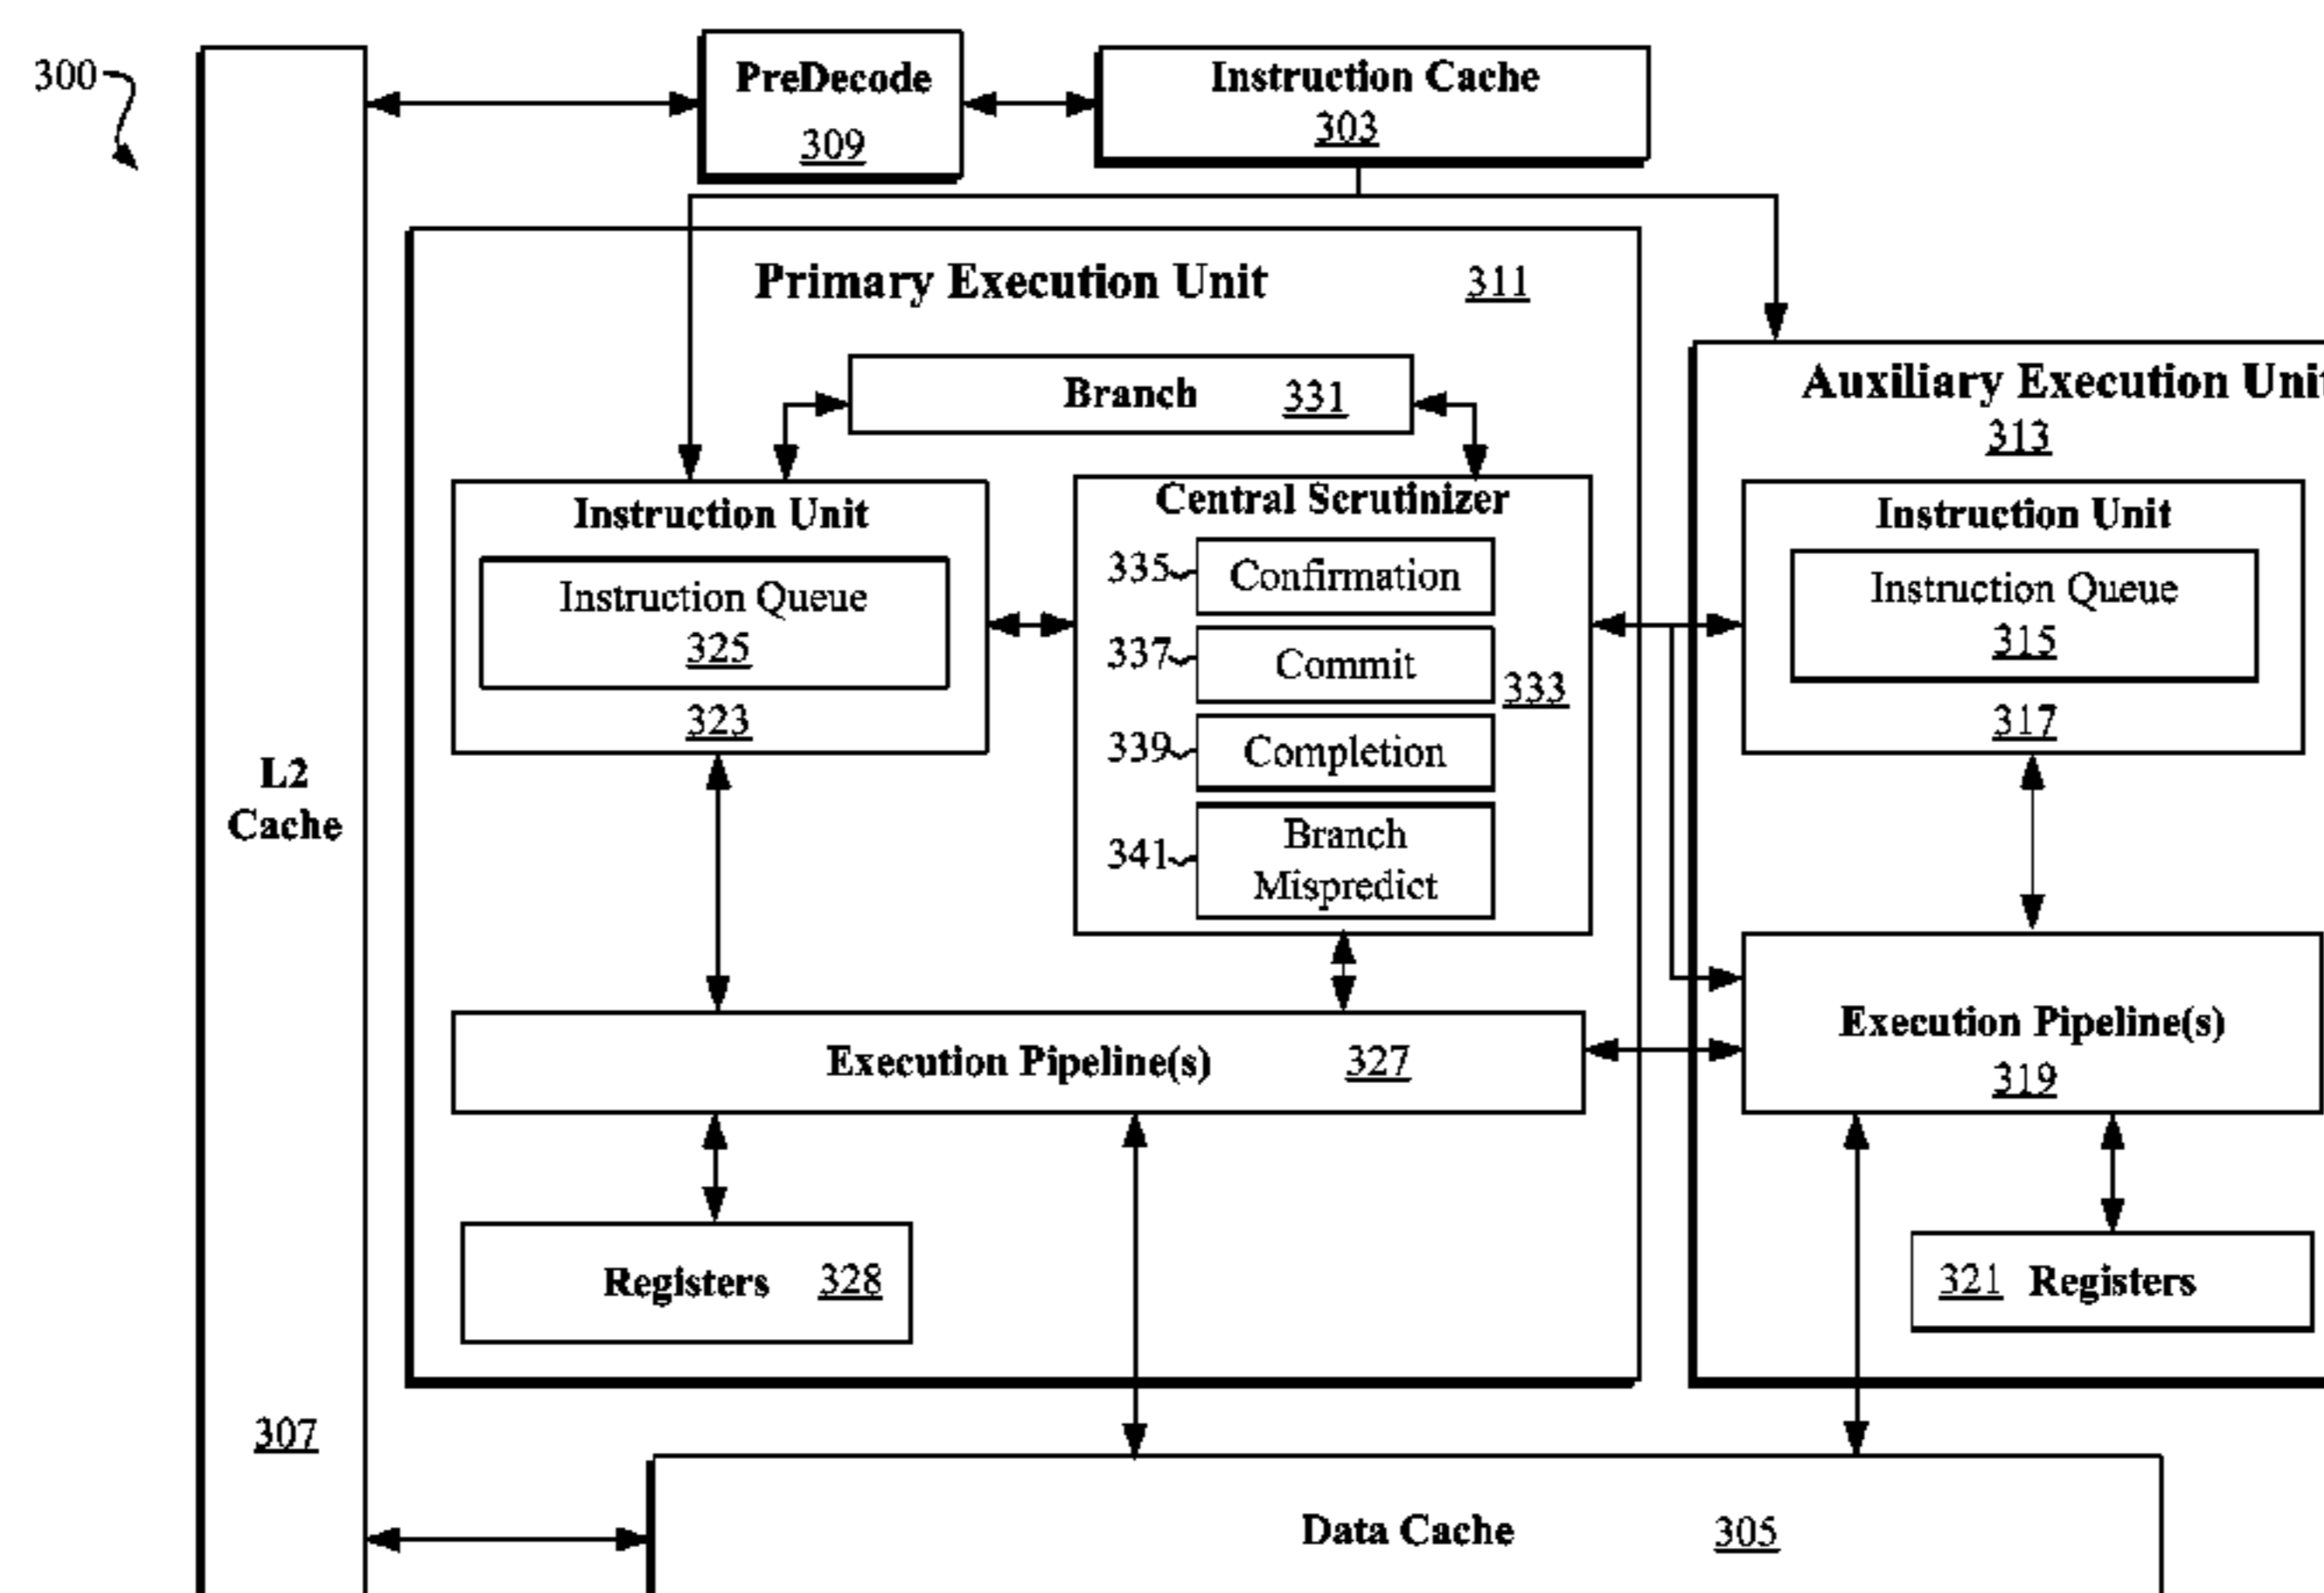 300
PreDecode
309
Instruction Cache
303
Primary Execution Unit 311
Branch 331
Instruction Unit
Instruction Queue
325
323
Central Scrutinizer
335 Confirmation
337 Commit
333
339 Completion
341 Branch
Mispredict
Auxiliary Execution Unit
313
Instruction Unit
Instruction Queue
315
317
L2
Cache
307
Execution Pipeline(s) 327
Execution Pipeline(s)
319
Registers 328
321 Registers
Data Cache 305